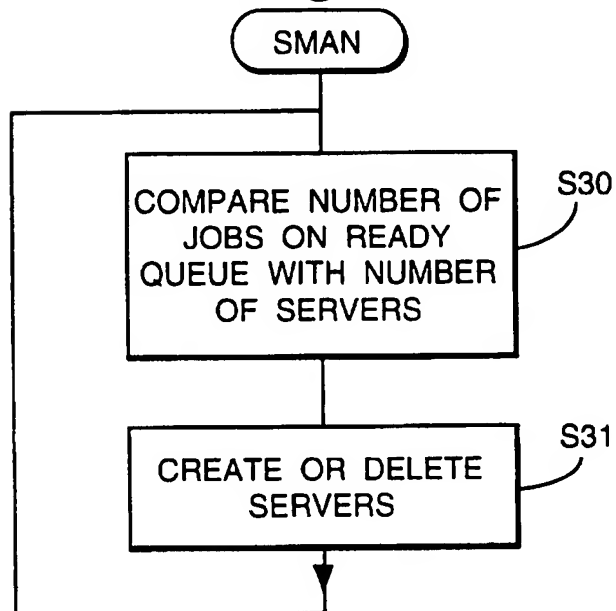 SMAN
COMPARE NUMBER OF
JOBS ON READY
QUEUE WITH NUMBER
OF SERVERS
S30
CREATE OR DELETE
SERVERS
S31